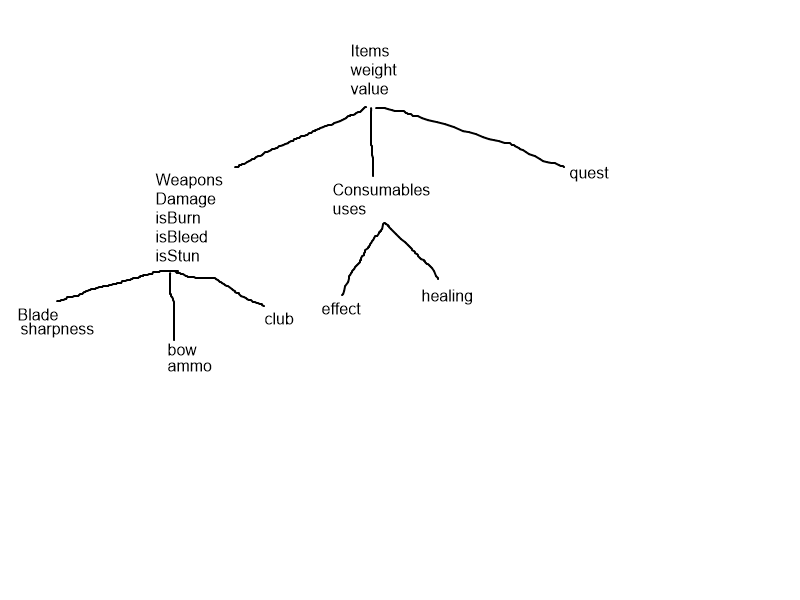 Items
weight
value
Weapons
Damage
isBurn
isBleed
isStun
Consumables
uses
quest
Blade
sharpness
bow
ammo
club
effect
healing